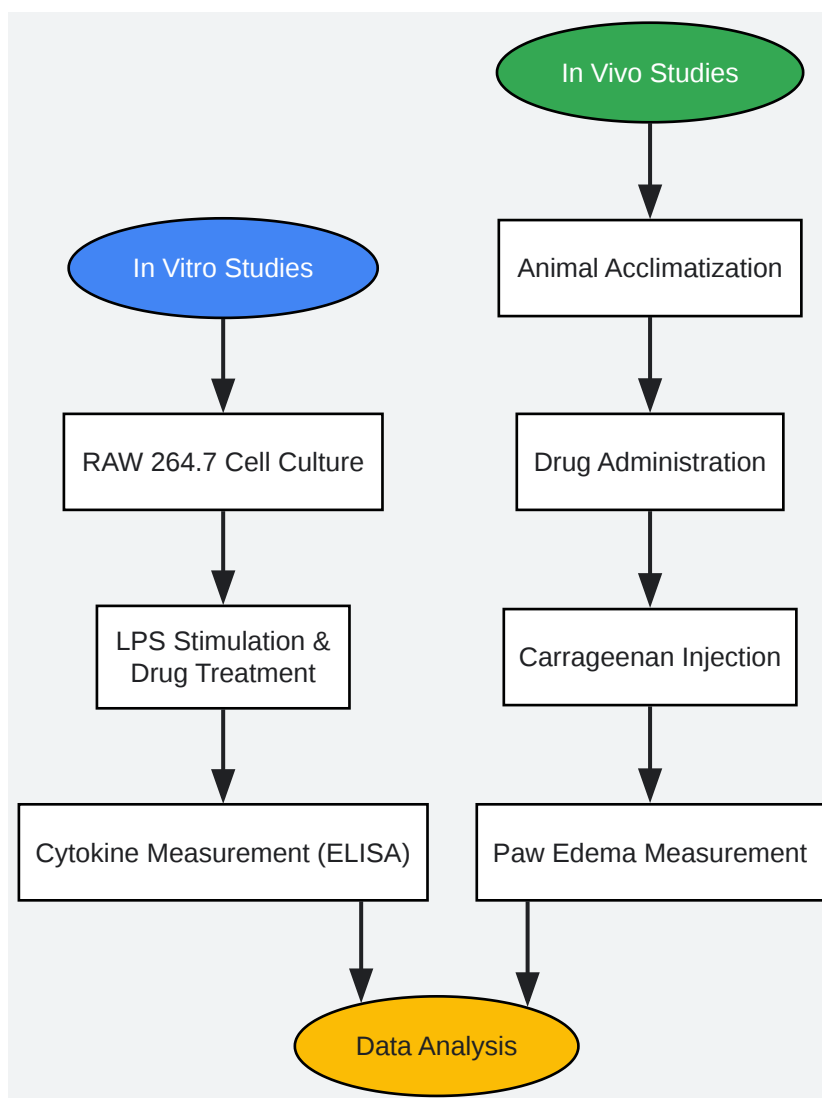 In Vivo Studies
In Vitro Studies
Animal Acclimatization
RAW 264.7 Cell Culture
Drug Administration
LPS Stimulation &
Drug Treatment
Carrageenan Injection
Cytokine Measurement (ELISA)
Paw Edema Measurement
Data Analysis